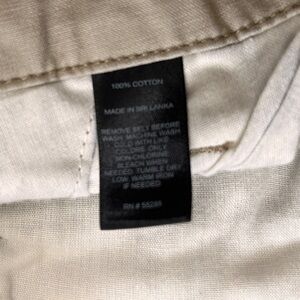 100% COTTON
MADE IN SRI LANKA
REMOVE BELT BEFORE
WASH. MACHINE WASH
COLD WITH LIKE
COLORS. ONLY
NON-CHLORINE
BLEACH WHEN
NEEDED. TUMBLE DRY
LOW. WARM IRON
IF NEEDED.
RN # 55285